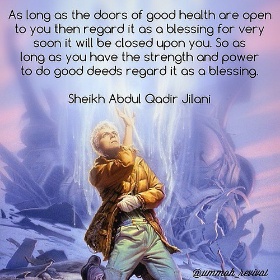 As long as the doors of good health are open
to you then regard it as a blessing for very
soon it will be closed upon you. So as
long as you have the strength and power
to do good deeds regard it as a blessing.
Sheikh Abdul Qadir Jilani
@ummah_revival